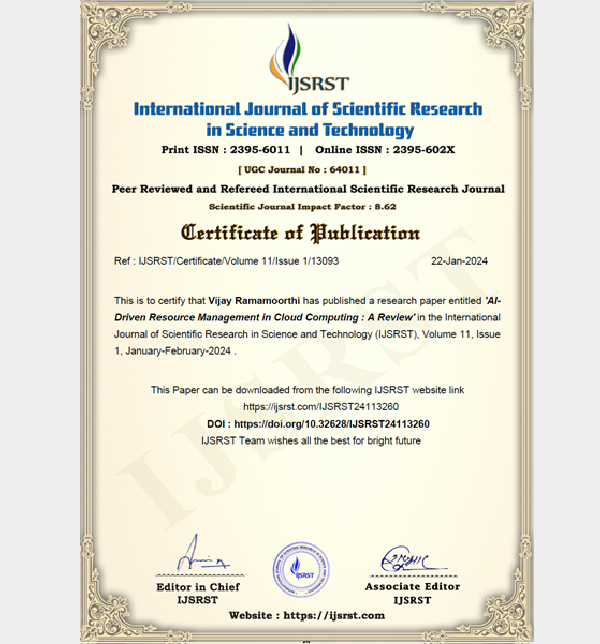 IJSRST
International Journal of Scientific Research
in Science and Technology
Print ISSN : 2395-6011 | Online ISSN : 2395-602X
[ UGC Journal No : 64011 ]
Peer Reviewed and Refereed International Scientific Research Journal
Scientific Journal Impact Factor : 8.62
Certificate of Publication
Ref : IJSRST/Certificate/Volume 11/Issue 1/13093 22-Jan-2024
This is to certify that Vijay Ramamoorthi has published a research paper entitled 'AI-
Driven Resource Management in Cloud Computing : A Review' in the International
Journal of Scientific Research in Science and Technology (IJSRST), Volume 11, Issue
1, January-February-2024 .
This Paper can be downloaded from the following IJSRST website link
https://ijsrst.com/IJSRST24113260
DOI : https://doi.org/10.32628/IJSRST24113260
IJSRST Team wishes all the best for bright future
IJSRST
IJSRST
Editor in Chief
IJSRST
Associate Editor
IJSRST
Website : https://ijsrst.com